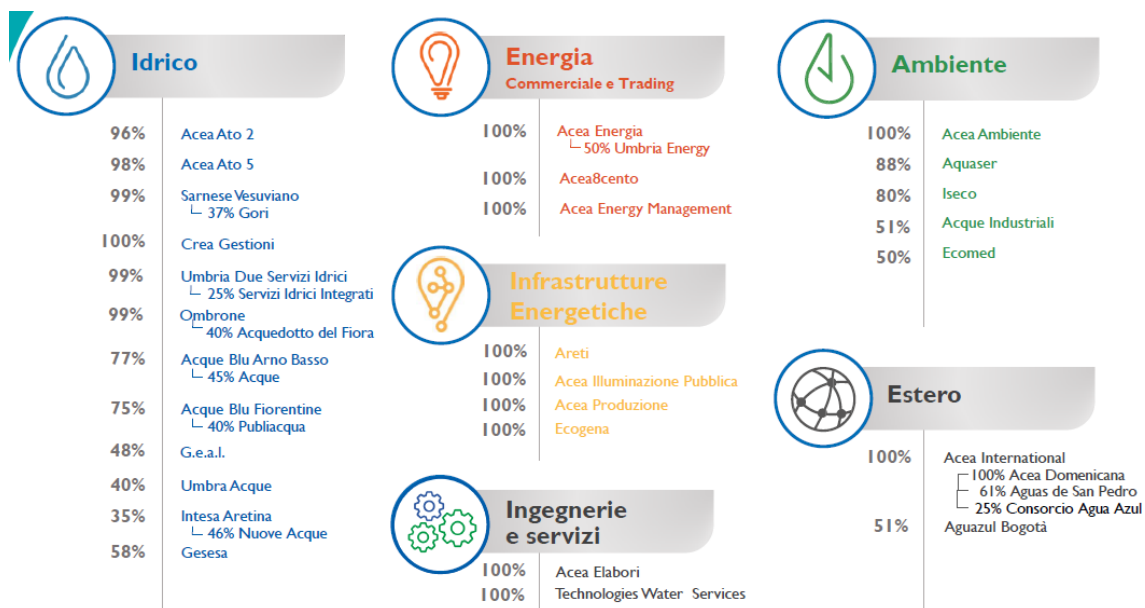 Idrico
96% Acea Ato 2
98% Acea Ato 5
99% Sarnese Vesuviano
37% Gori
100% Crea Gestioni
99% Umbria Due Servizi Idrici
25% Servizi Idrici Integrati
99% Ombrone
40% Acquedotto del Fiora
77% Acque Blu Arno Basso
45% Acque
75% Acque Blu Fiorentine
40% Publiacqua
48% G.e.a.l.
40% Umbra Acque
35% Intesa Aretina
46% Nuove Acque
58% Gesesa
Energia
Commerciale e Trading
100% Acea Energia
50% Umbria Energy
100% Acea8cento
100% Acea Energy Management
Infrastrutture
Energetiche
100% Areti
100% Acea Illuminazione Pubblica
100% Acea Produzione
100% Ecogena
Ingegnerie
e servizi
100% Acea Elabori
100% Technologies Water Services
Ambiente
100% Acea Ambiente
88% Aquaser
80% Iseco
51% Acque Industriali
50% Ecomed
Estero
100% Acea International
100% Acea Domenicana
61% Aguas de San Pedro
25% Consorcio Agua Azul
51% Aguazul Bogotà